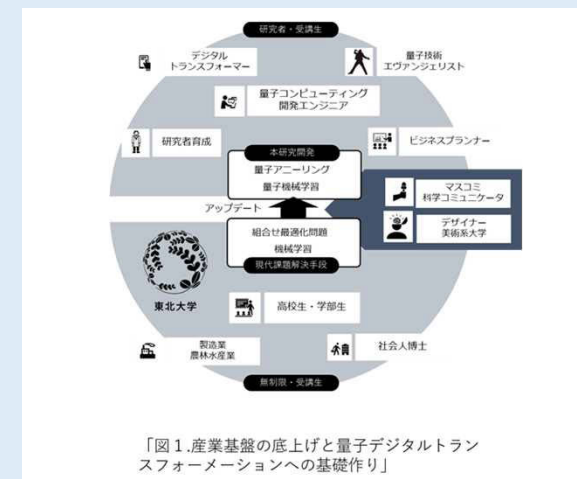 研究者・受講生
デジタル
トランスフォーマー
量子技術
エヴァンジェリスト
量子コンピューティング
開発エンジニア
研究者育成
本研究開発
ビジネスプランナー
量子アニーリング
量子機械学習
マスコミ
科学コミュニケータ
アップデート
デザイナー
美術系大学
組合せ最適化問題
機械学習
現代課題解決手段
東北大学
高校生・学部生
製造業
農林水産業
社会人博士
無制限・受講生
「図１.産業基盤の底上げと量子デジタルトラン
スフォーメーションへの基礎作り」